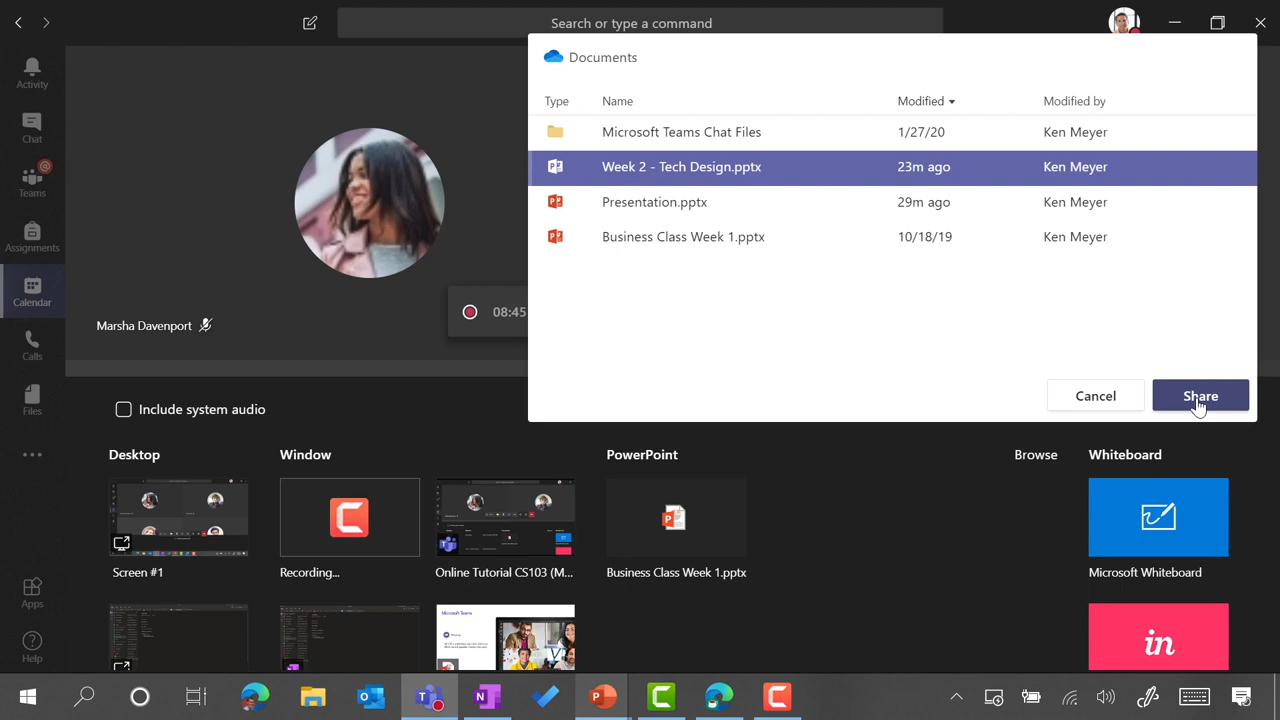 Search or type a command
Activity
Chat
Teams
Assignments
Calendar
Calls
Files
Apps
Help
Marsha Davenport
08:45
Documents
Type Name Modified Modified by
Microsoft Teams Chat Files 1/27/20 Ken Meyer
Week 2 - Tech Design.pptx 23m ago Ken Meyer
Presentation.pptx 29m ago Ken Meyer
Business Class Week 1.pptx 10/18/19 Ken Meyer
Cancel Share
Include system audio
Desktop Window PowerPoint Browse Whiteboard
Screen #1 Recording... Online Tutorial CS103 (M... Business Class Week 1.pptx Microsoft Whiteboard
Microsoft Teams
in